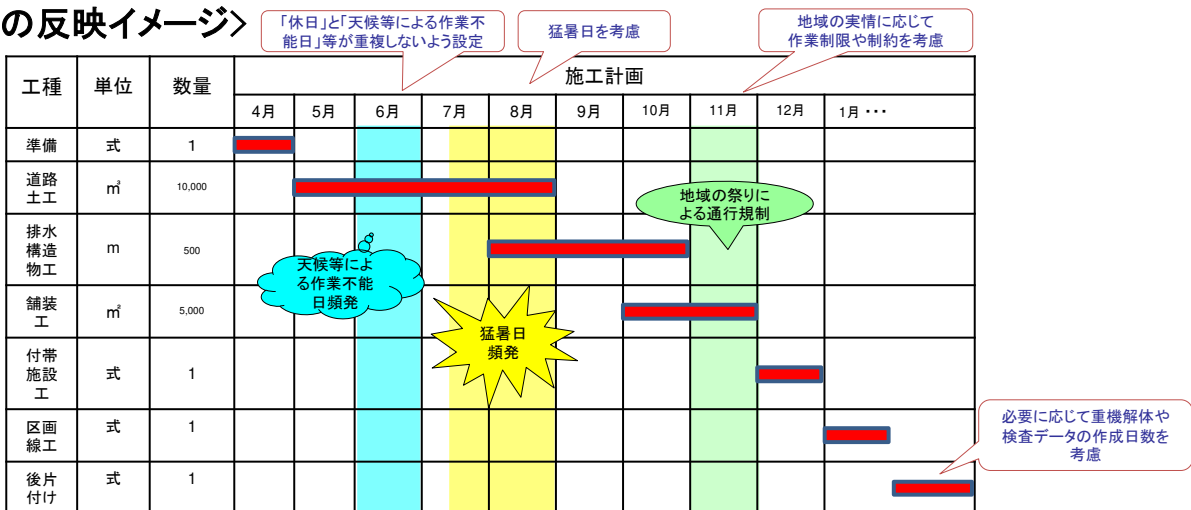 の反映イメージ>
「休日」と「天候等による作業不
能日」等が重複しないよう設定
猛暑日を考慮
地域の実情に応じて
作業制限や制約を考慮
工種
単位
数量
施工計画
4月
5月
6月
7月
8月
9月
10月
11月
12月
1月・・・
準備
式
1
道路
土工
㎥
10,000
地域の祭りに
よる通行規制
排水
構造
物工
m
500
天候等によ
る作業不能
日頻発
舗装
工
㎡
5,000
猛暑日
頻発
付帯
施設
工
式
1
区画
線工
式
1
必要に応じて重機解体や
検査データの作成日数を
考慮
後片
付け
式
1